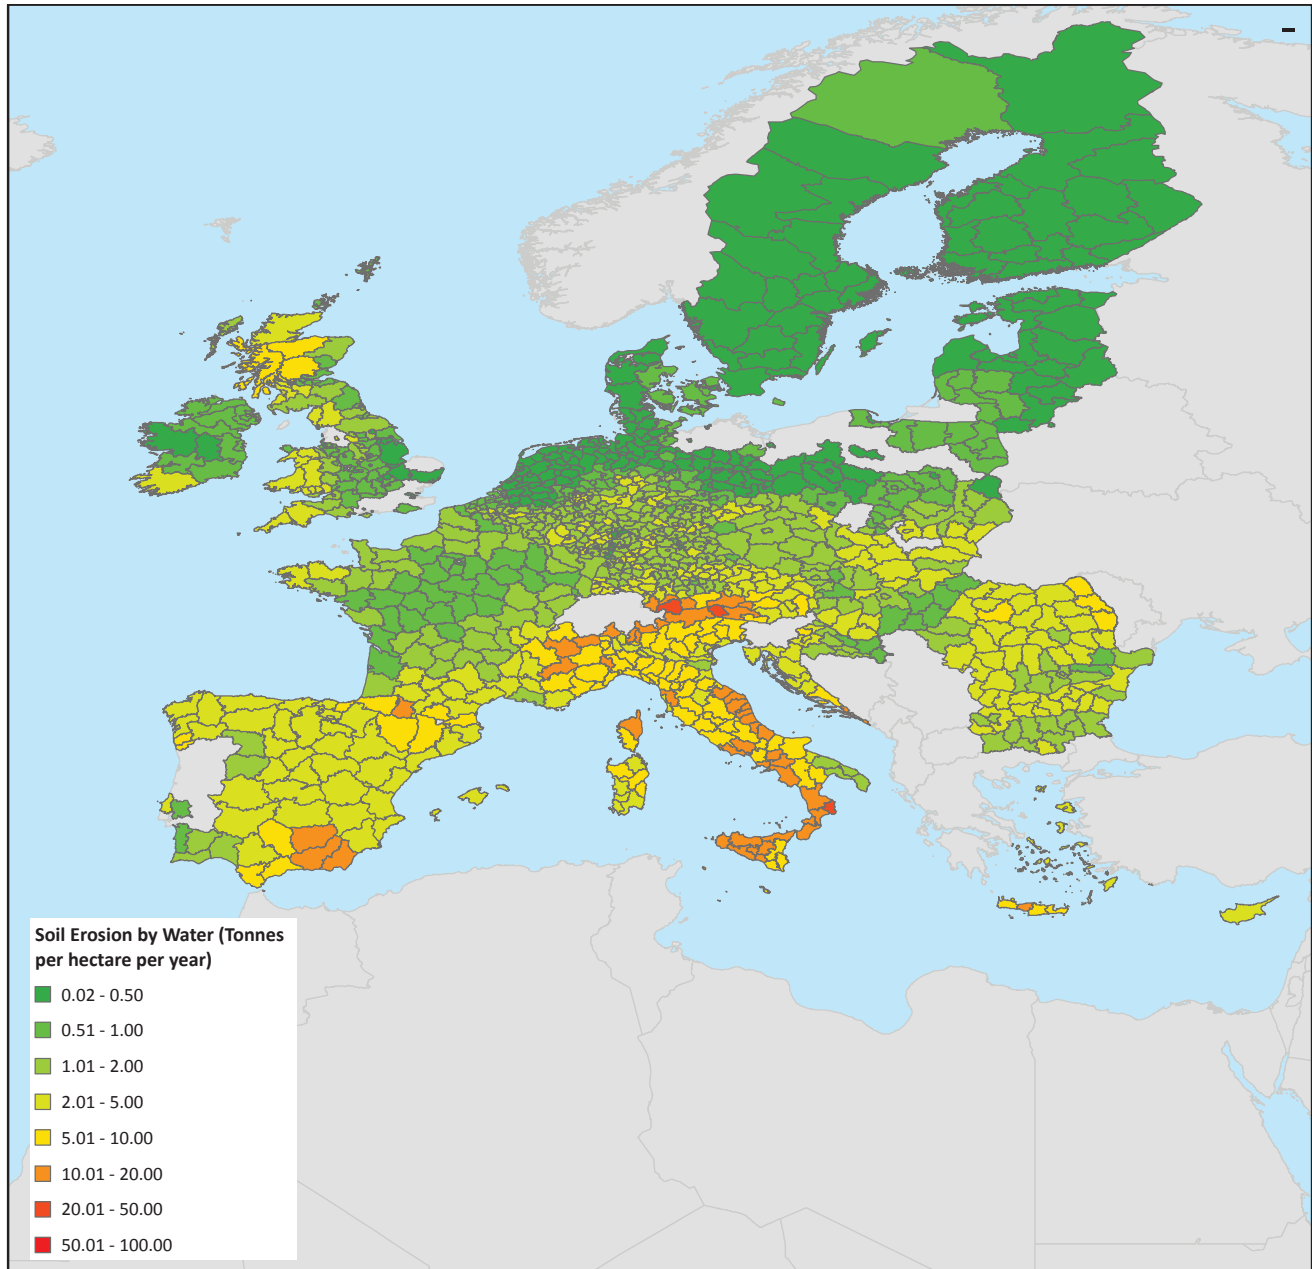 Soil Erosion by Water (Tonnes
per hectare per year)
0.02 - 0.50
0.51 - 1.00
1.01 - 2.00
2.01 - 5.00
5.01 - 10.00
10.01 - 20.00
20.01 - 50.00
50.01 - 100.00